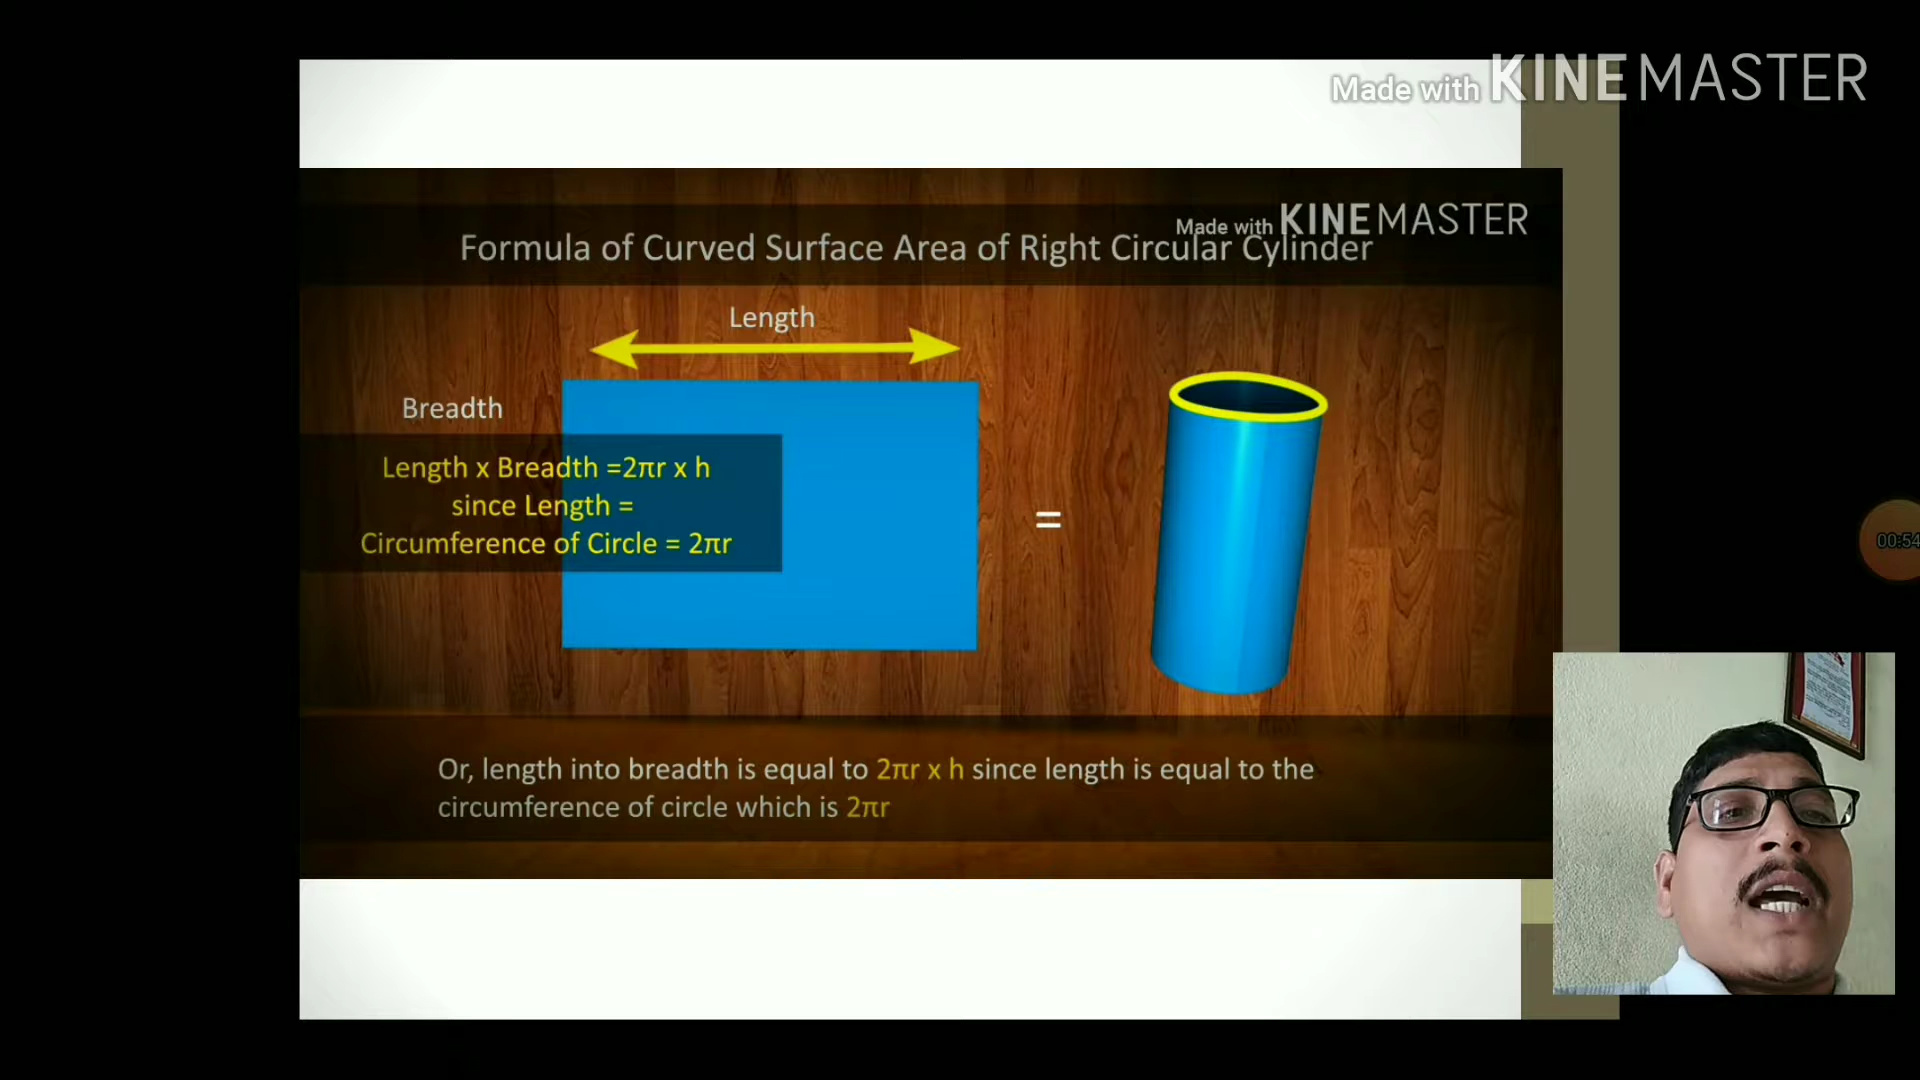 Made with KINEMASTER
Made with KINEMASTER
Formula of Curved Surface Area of Right Circular Cylinder
Length
Breadth
Length x Breadth =2πr x h
since Length =
Circumference of Circle = 2πr
=
00:54
Or, length into breadth is equal to 2πr x h since length is equal to the
circumference of circle which is 2πr